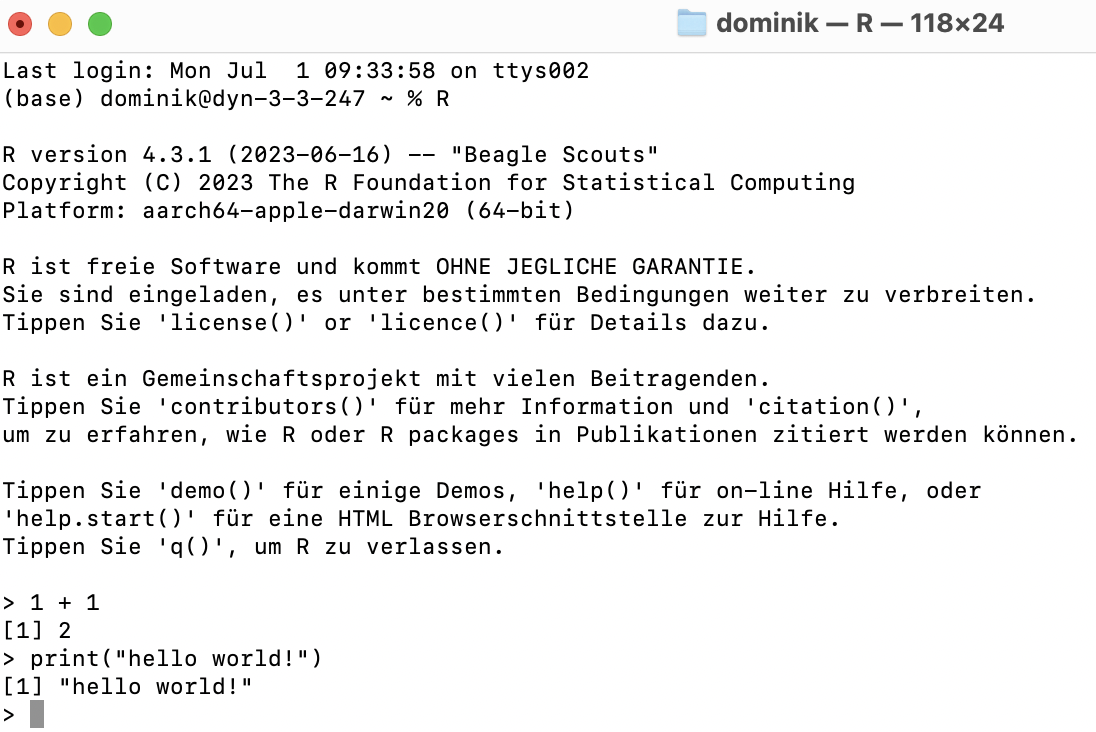 dominik — R — 118×24
Last login: Mon Jul  1 09:33:58 on ttys002
(base) dominik@dyn-3-3-247 ~ % R
R version 4.3.1 (2023-06-16) -- "Beagle Scouts"
Copyright (C) 2023 The R Foundation for Statistical Computing
Platform: aarch64-apple-darwin20 (64-bit)
R ist freie Software und kommt OHNE JEGLICHE GARANTIE.
Sie sind eingeladen, es unter bestimmten Bedingungen weiter zu verbreiten.
Tippen Sie 'license()' or 'licence()' für Details dazu.
R ist ein Gemeinschaftsprojekt mit vielen Beitragenden.
Tippen Sie 'contributors()' für mehr Information und 'citation()',
um zu erfahren, wie R oder R packages in Publikationen zitiert werden können.
Tippen Sie 'demo()' für einige Demos, 'help()' für on-line Hilfe, oder
'help.start()' für eine HTML Browserschnittstelle zur Hilfe.
Tippen Sie 'q()', um R zu verlassen.
> 1 + 1
[1] 2
> print("hello world!")
[1] "hello world!"
>